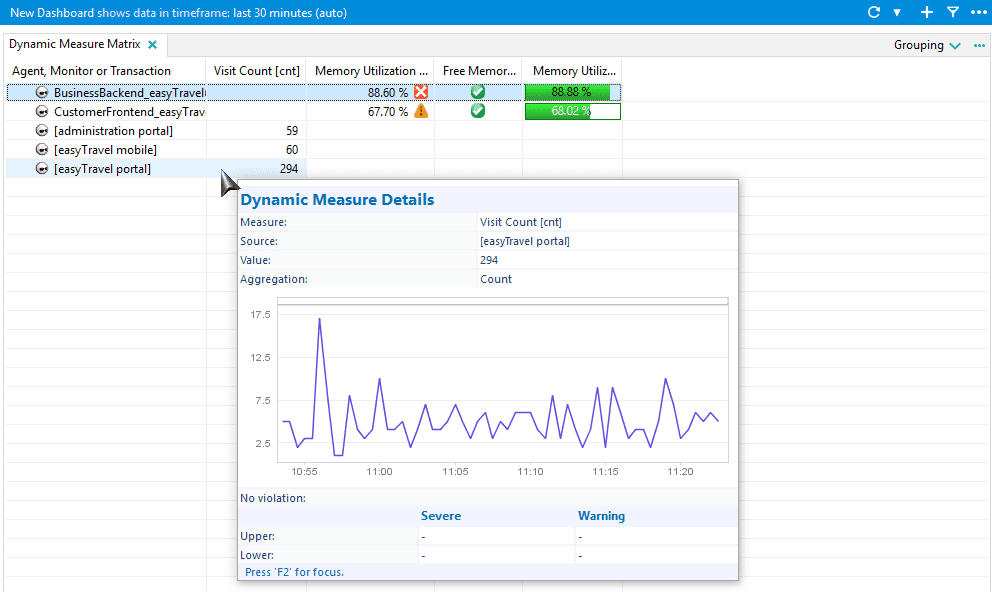 New Dashboard shows data in timeframe: last 30 minutes (auto)
Dynamic Measure Matrix
Grouping
Agent, Monitor or Transaction Visit Count [cnt] Memory Utilization ... Free Memor... Memory Utiliz...
BusinessBackend_easyTravel 88.60 % 88.88 %
CustomerFrontend_easyTrav 67.70 % 68.02 %
[administration portal] 59
[easyTravel mobile] 60
[easyTravel portal] 294
Dynamic Measure Details
Measure: Visit Count [cnt]
Source: [easyTravel portal]
Value: 294
Aggregation: Count
17.5
12.5
7.5
2.5
10:55 11:00 11:05 11:10 11:15 11:20
No violation:
Severe Warning
Upper: - -
Lower: - -
Press 'F2' for focus.